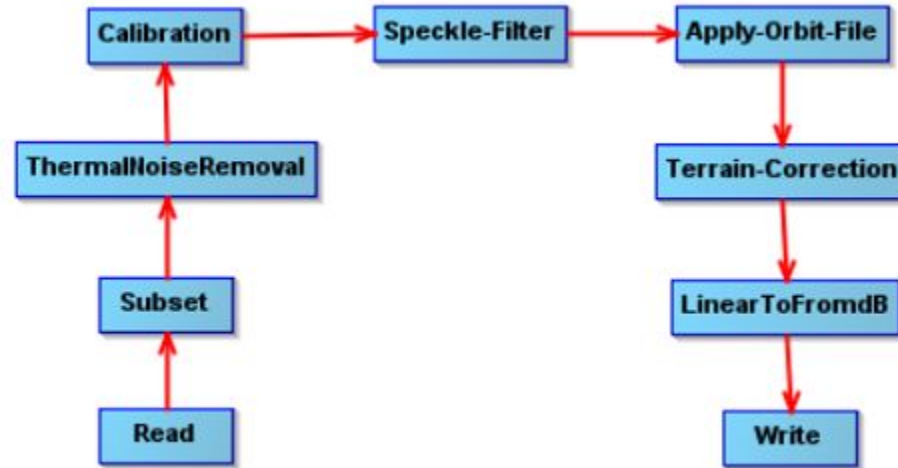 Calibration
Speckle-Filter
Apply-Orbit-File
ThermalNoiseRemoval
Terrain-Correction
Subset
LinearToFromdB
Read
Write